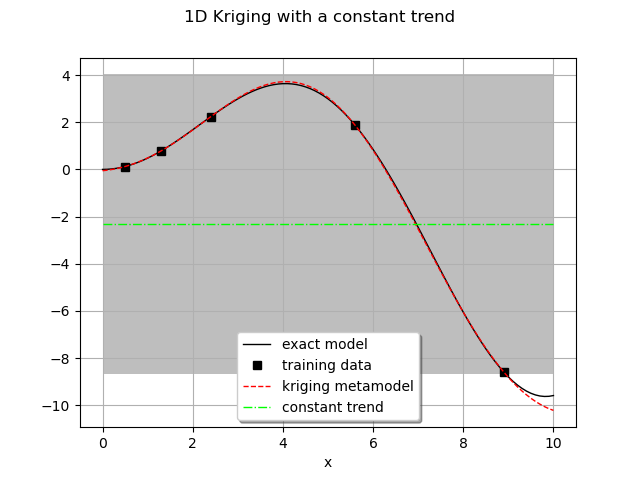 1D Kriging with a constant trend
4
2
0
−2
−4
−6
−8
−10
exact model
training data
kriging metamodel
constant trend
0 2 4 6 8 10
x